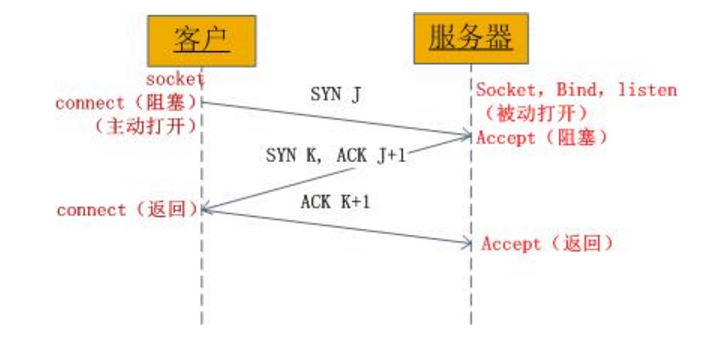 客户
服务器
socket
connect（阻塞）
（主动打开）
SYN J
Socket, Bind, listen
（被动打开）
Accept（阻塞）
SYN K, ACK J+1
connect（返回）
ACK K+1
Accept（返回）